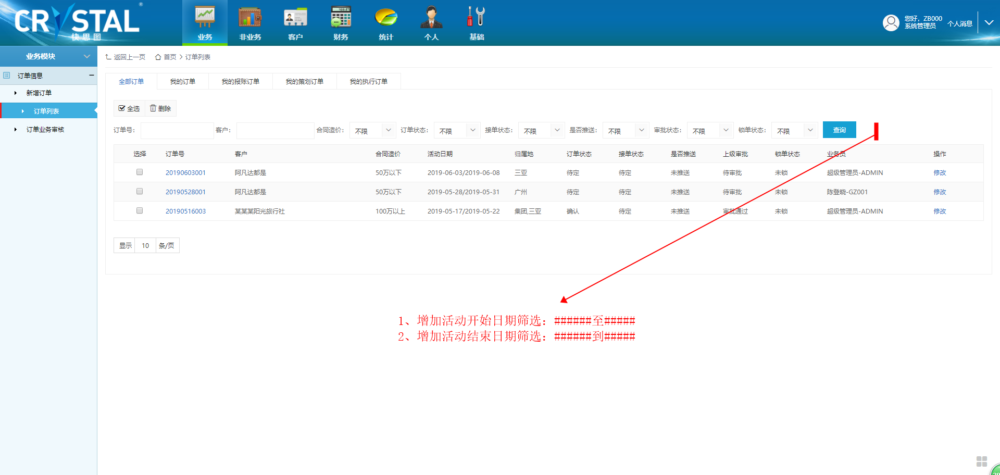 CRYSTAL®
快思图
业务
非业务
客户
财务
统计
个人
基础
您好，ZB000
系统管理员
个人消息
业务模块
订单信息
新增订单
订单列表
订单业务审核
返回上一页 首页 > 订单列表
全部订单 我的订单 我的报账订单 我的策划订单 我的执行订单
全选 删除
订单号： 客户： 合同造价： 不限 订单状态： 不限 接单状态： 不限 是否推送： 不限 审批状态： 不限 锁单状态： 不限 查询
选择 订单号 客户 合同造价 活动日期 归属地 订单状态 接单状态 是否推送 上级审批 锁单状态 业务员 操作
20190603001 阿凡达都是 50万以下 2019-06-03/2019-06-08 三亚 待定 待定 未推送 待审批 未锁 超级管理员-ADMIN 修改
20190528001 阿凡达都是 50万以下 2019-05-28/2019-05-31 广州 待定 待定 未推送 待审批 未锁 陈登晓-GZ001 修改
20190516003 某某某阳光旅行社 100万以上 2019-05-17/2019-05-22 集团,三亚 确认 待定 未推送 审批通过 未锁 超级管理员-ADMIN 修改
显示 10 条/页
1、增加活动开始日期筛选：######至#####
2、增加活动结束日期筛选：######到#####